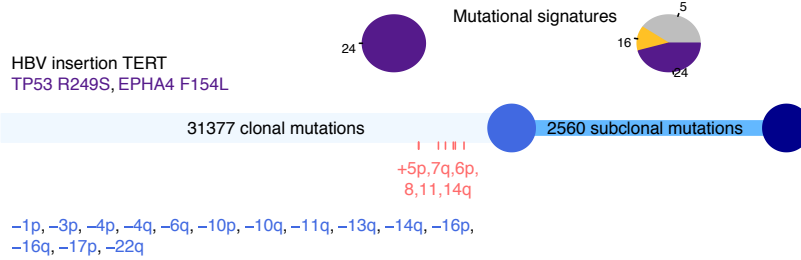 Mutational signatures
5
24
16
24
HBV insertion TERT
TP53 R249S, EPHA4 F154L
31377 clonal mutations
2560 subclonal mutations
+5p,7q,6p,
8,11,14q
–1p, –3p, –4p, –4q, –6q, –10p, –10q, –11q, –13q, –14q, –16p,
–16q, –17p, –22q